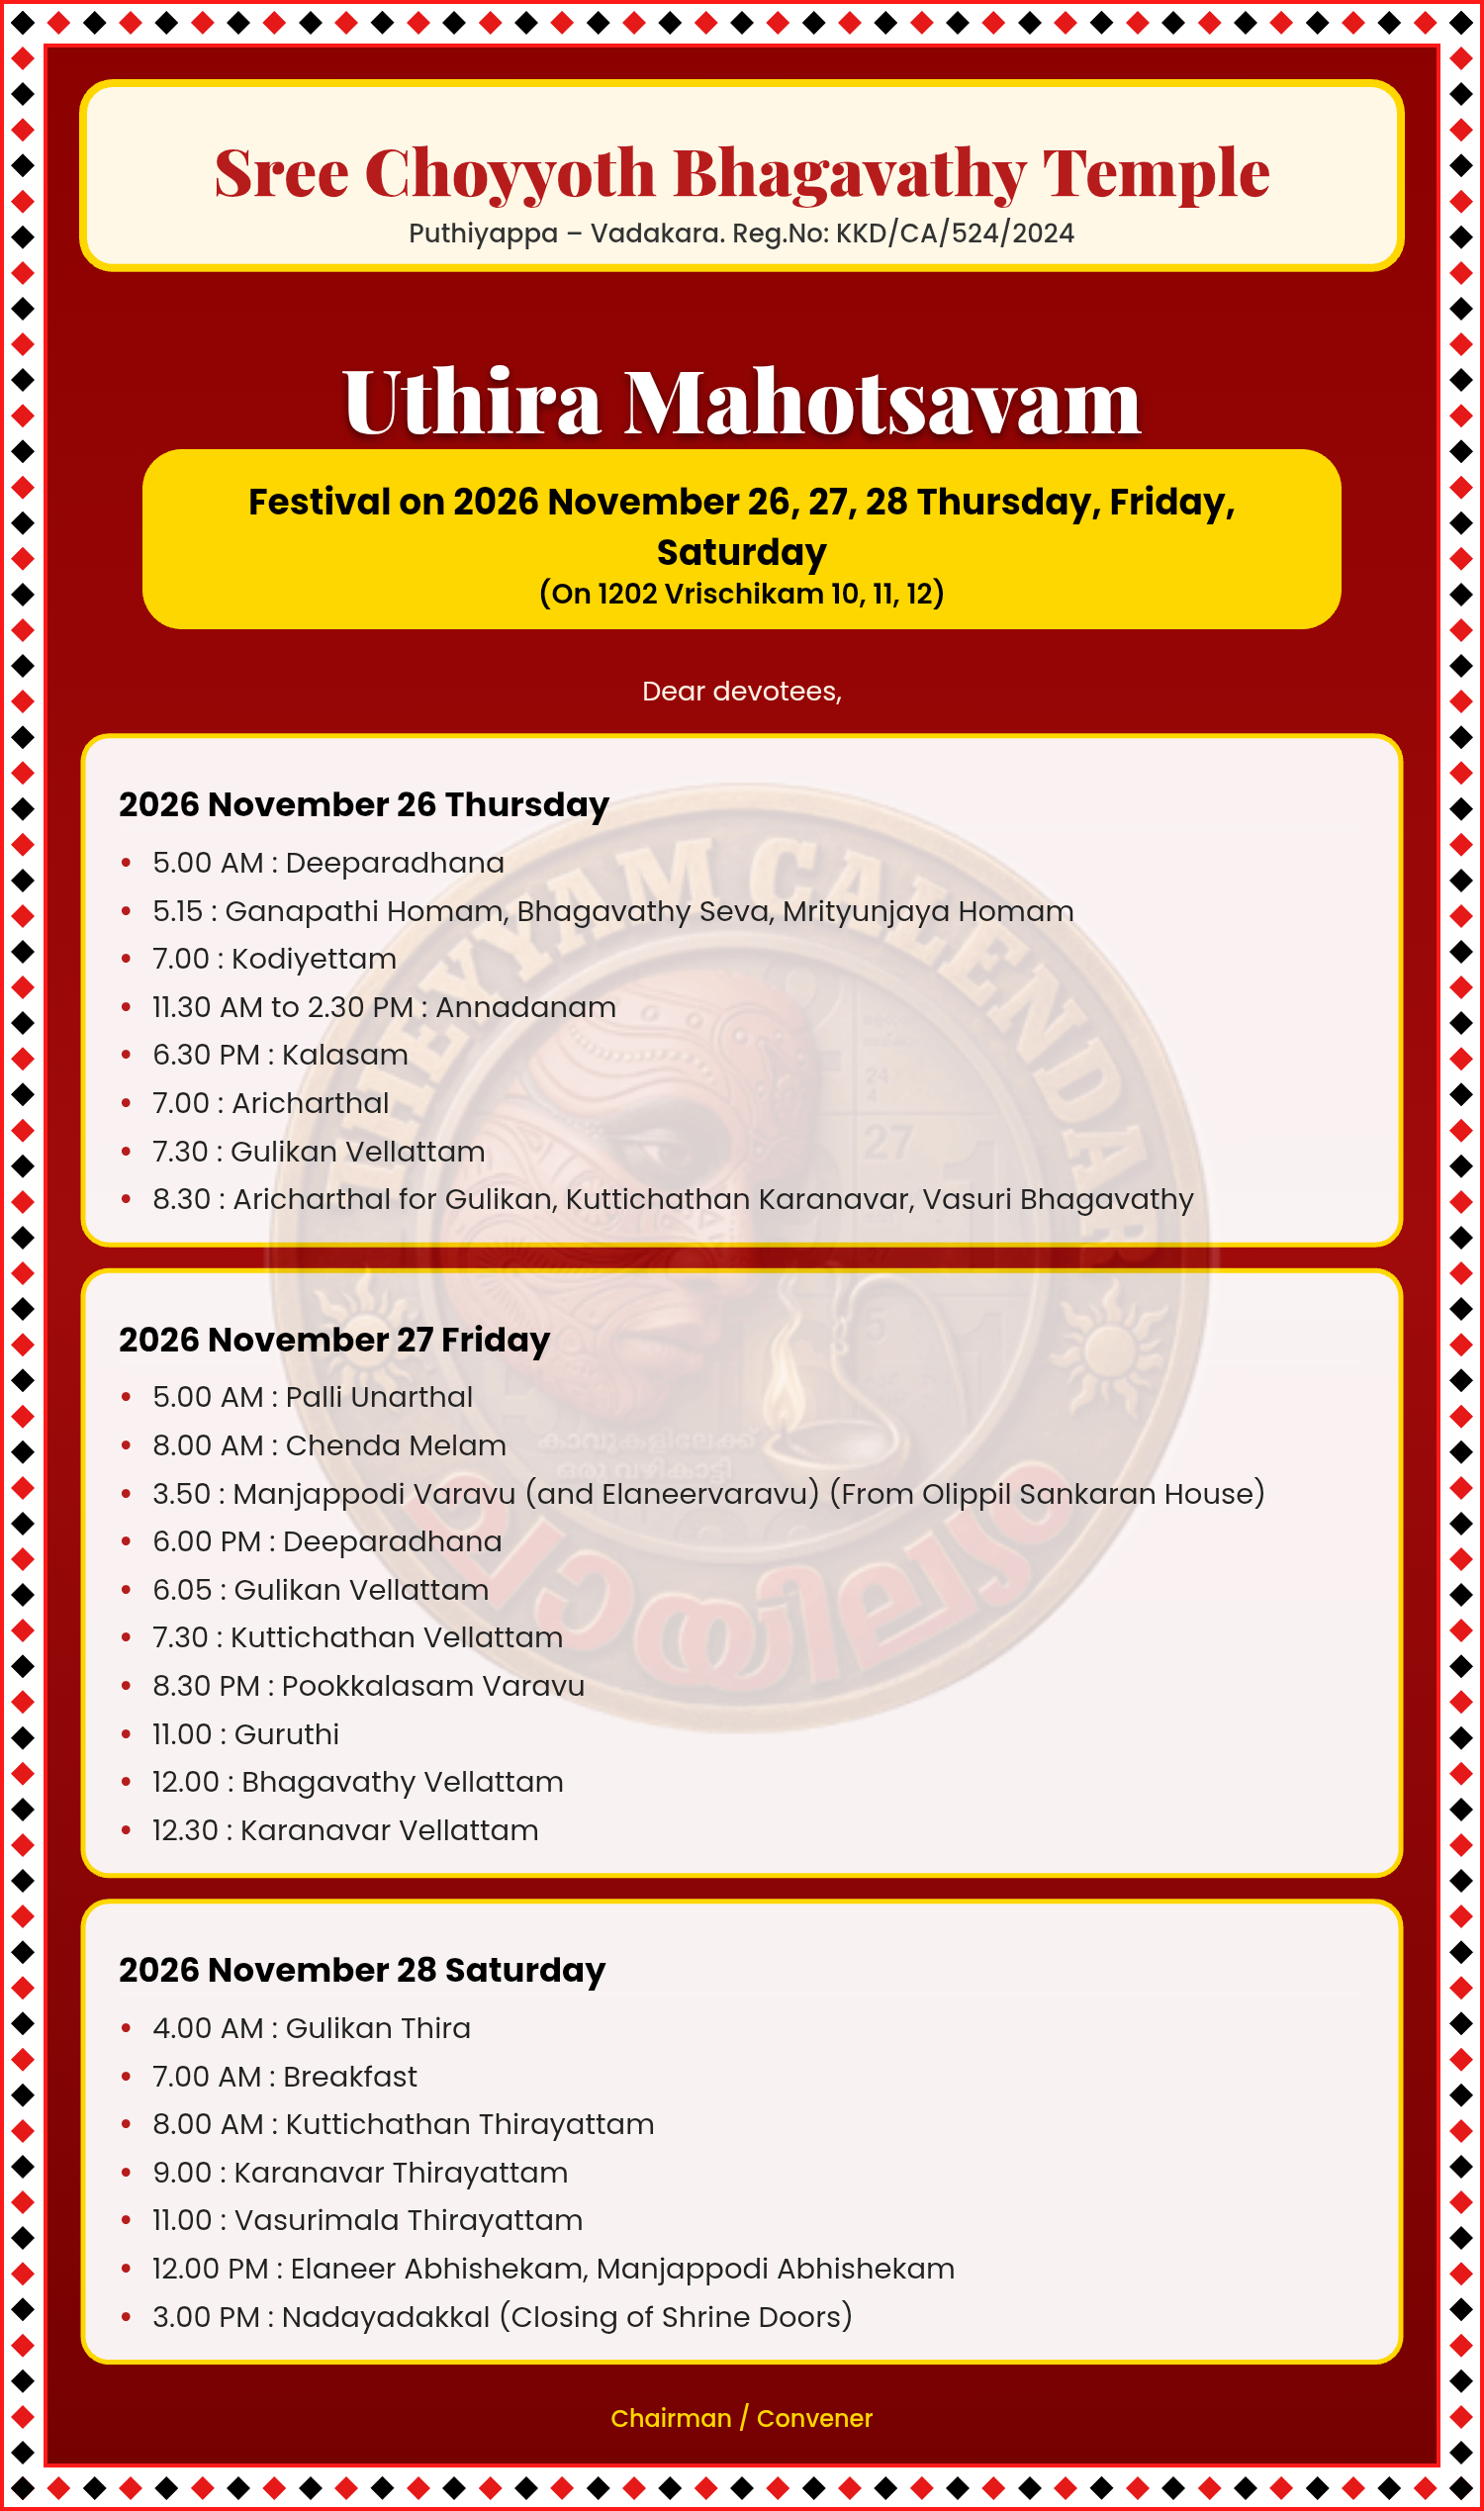 Sree Choyyoth Bhagavathy Temple
Puthiyappa – Vadakara. Reg.No: KKD/CA/524/2024
Uthira Mahotsavam
Festival on 2026 November 26, 27, 28 Thursday, Friday,
Saturday
(On 1202 Vrischikam 10, 11, 12)
Dear devotees,
2026 November 26 Thursday
• 5.00 AM : Deeparadhana
• 5.15 : Ganapathi Homam, Bhagavathy Seva, Mrityunjaya Homam
• 7.00 : Kodiyettam
• 11.30 AM to 2.30 PM : Annadanam
• 6.30 PM : Kalasam
• 7.00 : Aricharthal
• 7.30 : Gulikan Vellattam
• 8.30 : Aricharthal for Gulikan, Kuttichathan Karanavar, Vasuri Bhagavathy
2026 November 27 Friday
• 5.00 AM : Palli Unarthal
• 8.00 AM : Chenda Melam
• 3.50 : Manjappodi Varavu (and Elaneervaravu) (From Olippil Sankaran House)
• 6.00 PM : Deeparadhana
• 6.05 : Gulikan Vellattam
• 7.30 : Kuttichathan Vellattam
• 8.30 PM : Pookkalasam Varavu
• 11.00 : Guruthi
• 12.00 : Bhagavathy Vellattam
• 12.30 : Karanavar Vellattam
2026 November 28 Saturday
• 4.00 AM : Gulikan Thira
• 7.00 AM : Breakfast
• 8.00 AM : Kuttichathan Thirayattam
• 9.00 : Karanavar Thirayattam
• 11.00 : Vasurimala Thirayattam
• 12.00 PM : Elaneer Abhishekam, Manjappodi Abhishekam
• 3.00 PM : Nadayadakkal (Closing of Shrine Doors)
Chairman / Convener
THEYYAM CALENDAR
24
4
27
5
കാവുകളിലേക്ക്
ഒരു വഴികാട്ടി